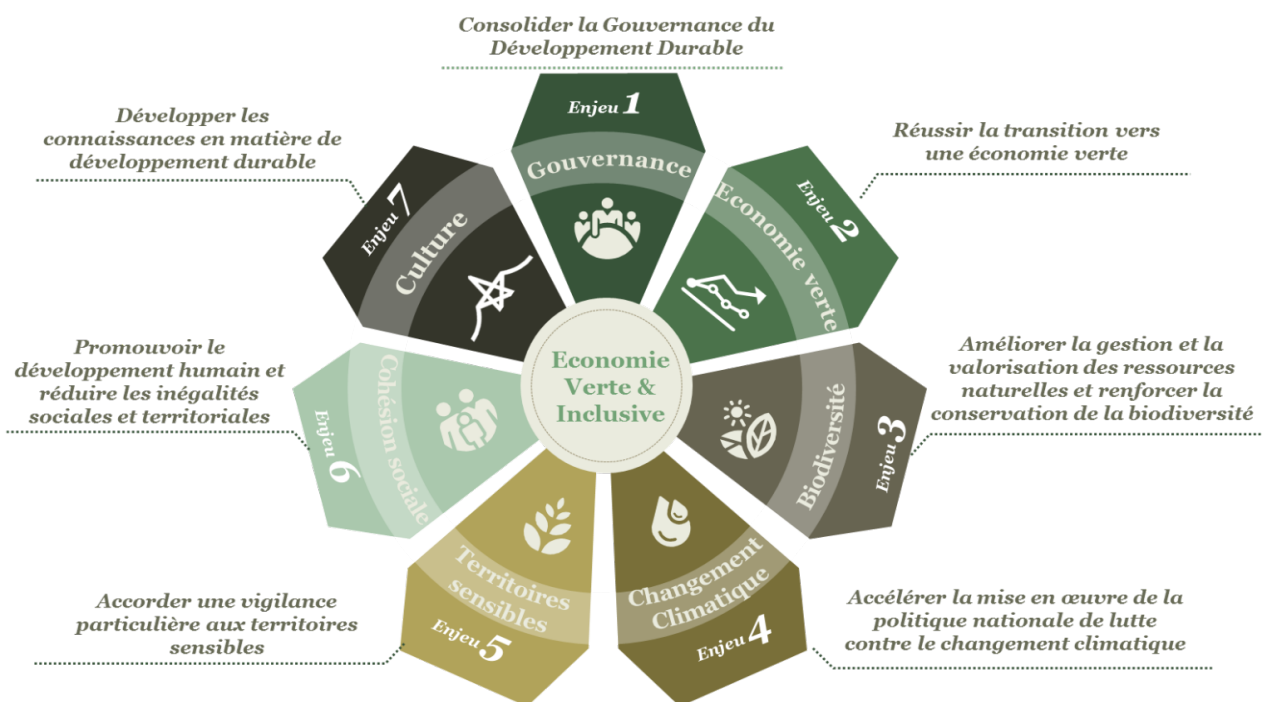 Consolider la Gouvernance du
Développement Durable
Enjeu 1
Gouvernance
Réussir la transition vers
une économie verte
Enjeu 2
Economie verte
Améliorer la gestion et la
valorisation des ressources
naturelles et renforcer la
conservation de la biodiversité
Enjeu 3
Biodiversité
Accélérer la mise en œuvre de la
politique nationale de lutte
contre le changement climatique
Enjeu 4
Changement
Climatique
Accorder une vigilance
particulière aux territoires
sensibles
Enjeu 5
Territoires
sensibles
Promouvoir le
développement humain et
réduire les inégalités
sociales et territoriales
Enjeu 6
Cohésion sociale
Développer les
connaissances en matière de
développement durable
Enjeu 7
Culture
Economie
Verte &
Inclusive